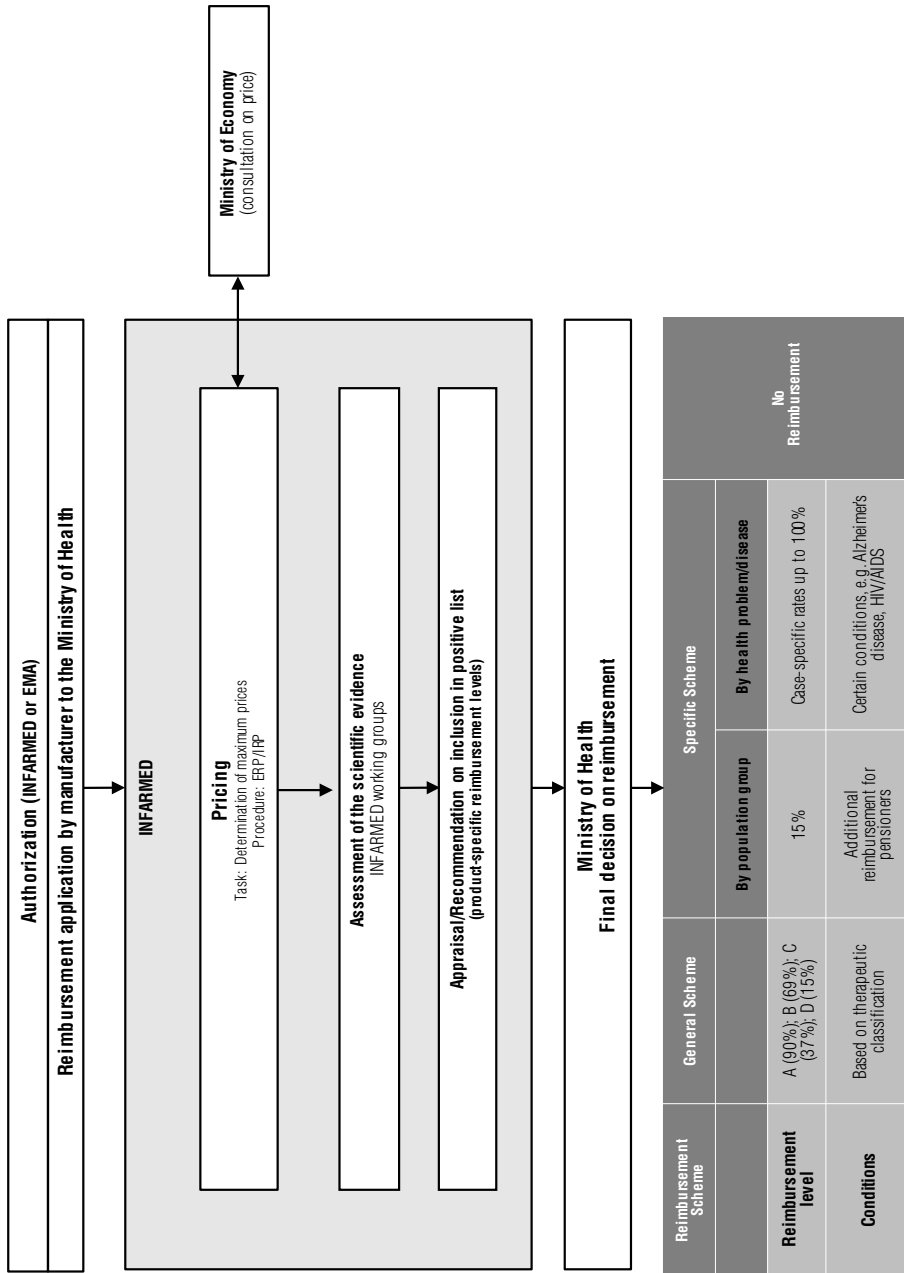 Authorization (INFARMED or EMA)
Reimbursement application by manufacturer to the Ministry of Health
INFARMED
Pricing
Task: Determination of maximum prices
Procedure: ERP/IRP
Ministry of Economy
(consultation on price)
Assessment of the scientific evidence
INFARMED working groups
Appraisal/Recommendation on inclusion in positive list
(product-specific reimbursement levels)
Ministry of Health
Final decision on reimbursement
Reimbursement
Scheme
General Scheme
Specific Scheme
No
Reimbursement
By population group
By health problem/disease
Reimbursement
level
A (90%); B (69%); C
(37%); D (15%)
15%
Case-specific rates up to 100%
Conditions
Based on therapeutic
classification
Additional
reimbursement for
pensioners
Certain conditions, e.g. Alzheimer's
disease, HIV/AIDS